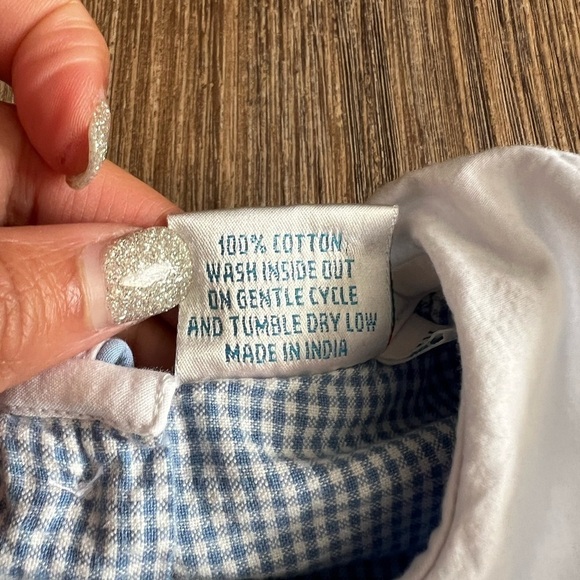 100% COTTON
WASH INSIDE OUT
ON GENTLE CYCLE
AND TUMBLE DRY LOW
MADE IN INDIA